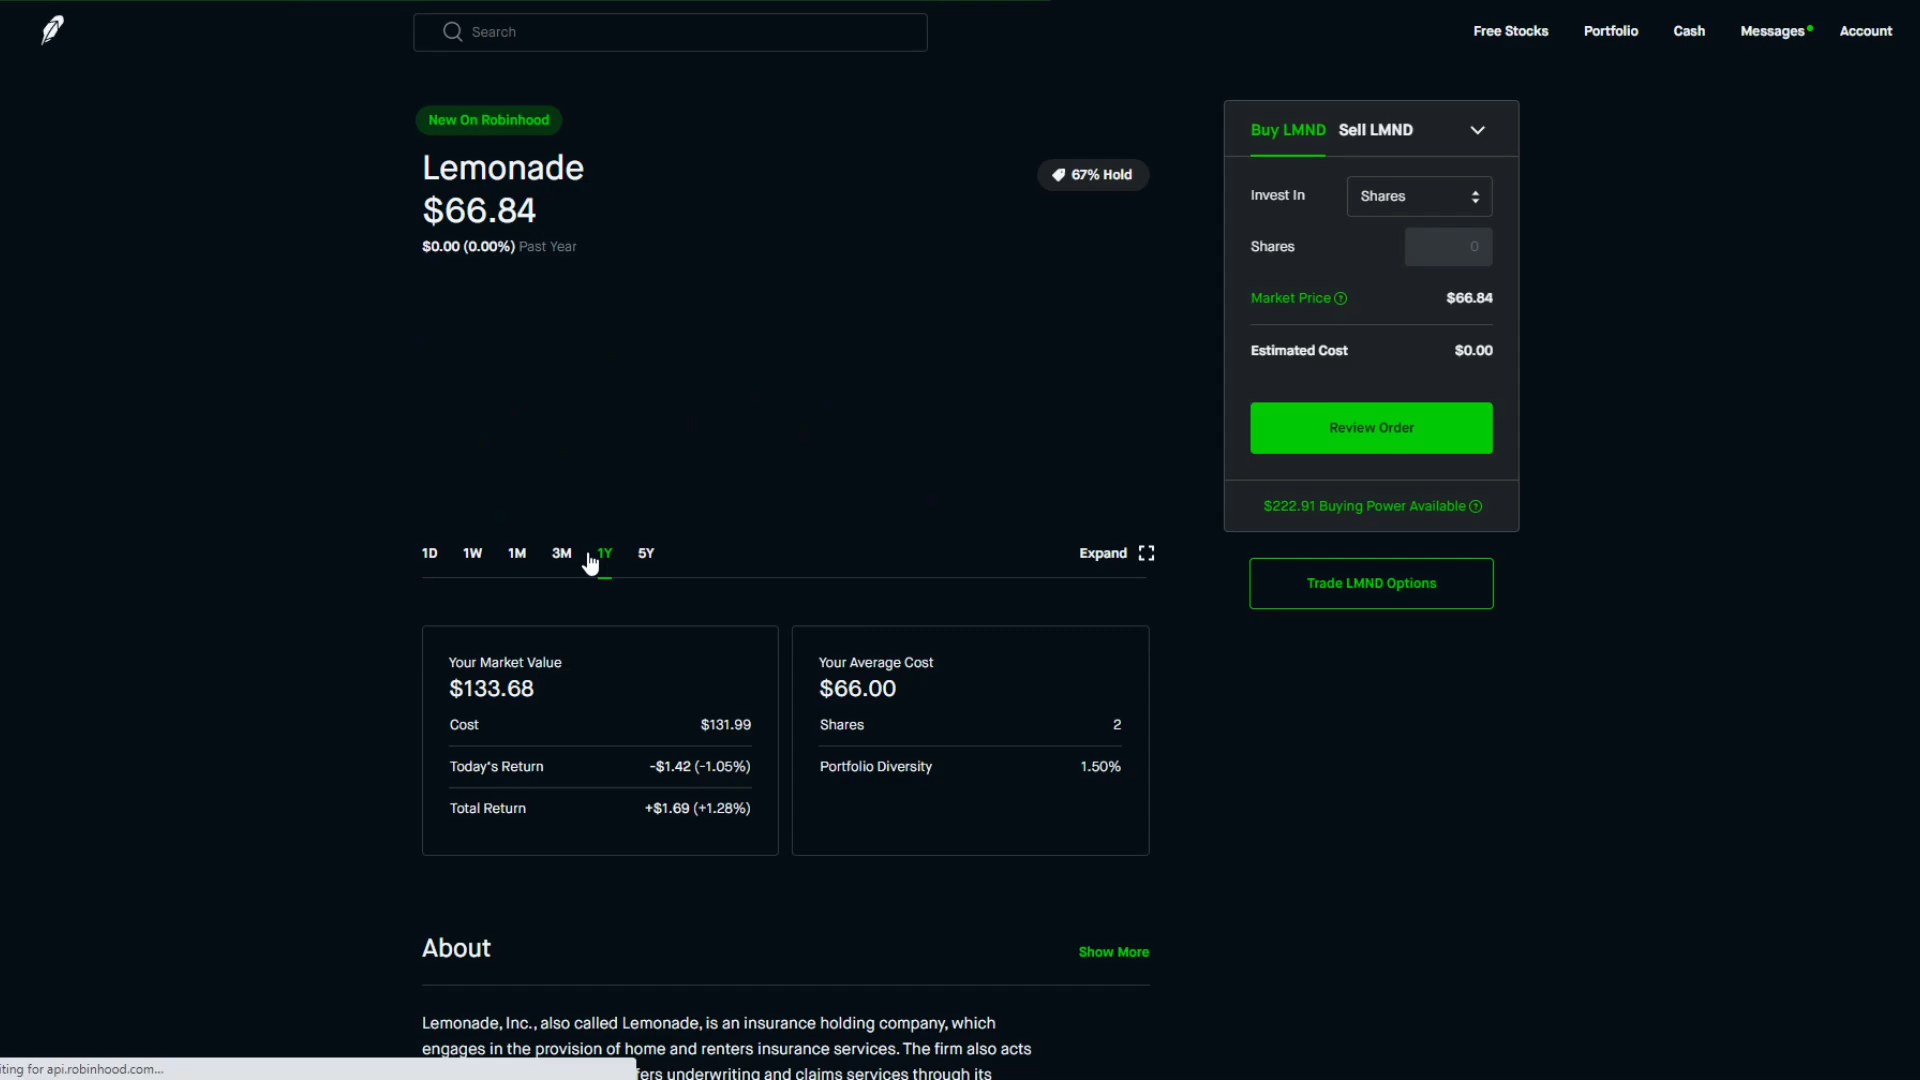 Search
Free Stocks Portfolio Cash Messages Account
New On Robinhood
Lemonade
$66.84
$0.00 (0.00%) Past Year
67% Hold
Buy LMND Sell LMND
Invest In Shares
Shares 0
Market Price $66.84
Estimated Cost $0.00
Review Order
$222.91 Buying Power Available
Trade LMND Options
1D 1W 1M 3M 1Y 5Y Expand
Your Market Value
$133.68
Cost $131.99
Today's Return -$1.42 (-1.05%)
Total Return +$1.69 (+1.28%)
Your Average Cost
$66.00
Shares 2
Portfolio Diversity 1.50%
About Show More
Lemonade, Inc., also called Lemonade, is an insurance holding company, which
engages in the provision of home and renters insurance services. The firm also acts
underwriting and claims services through its
for api.robinhood.com...